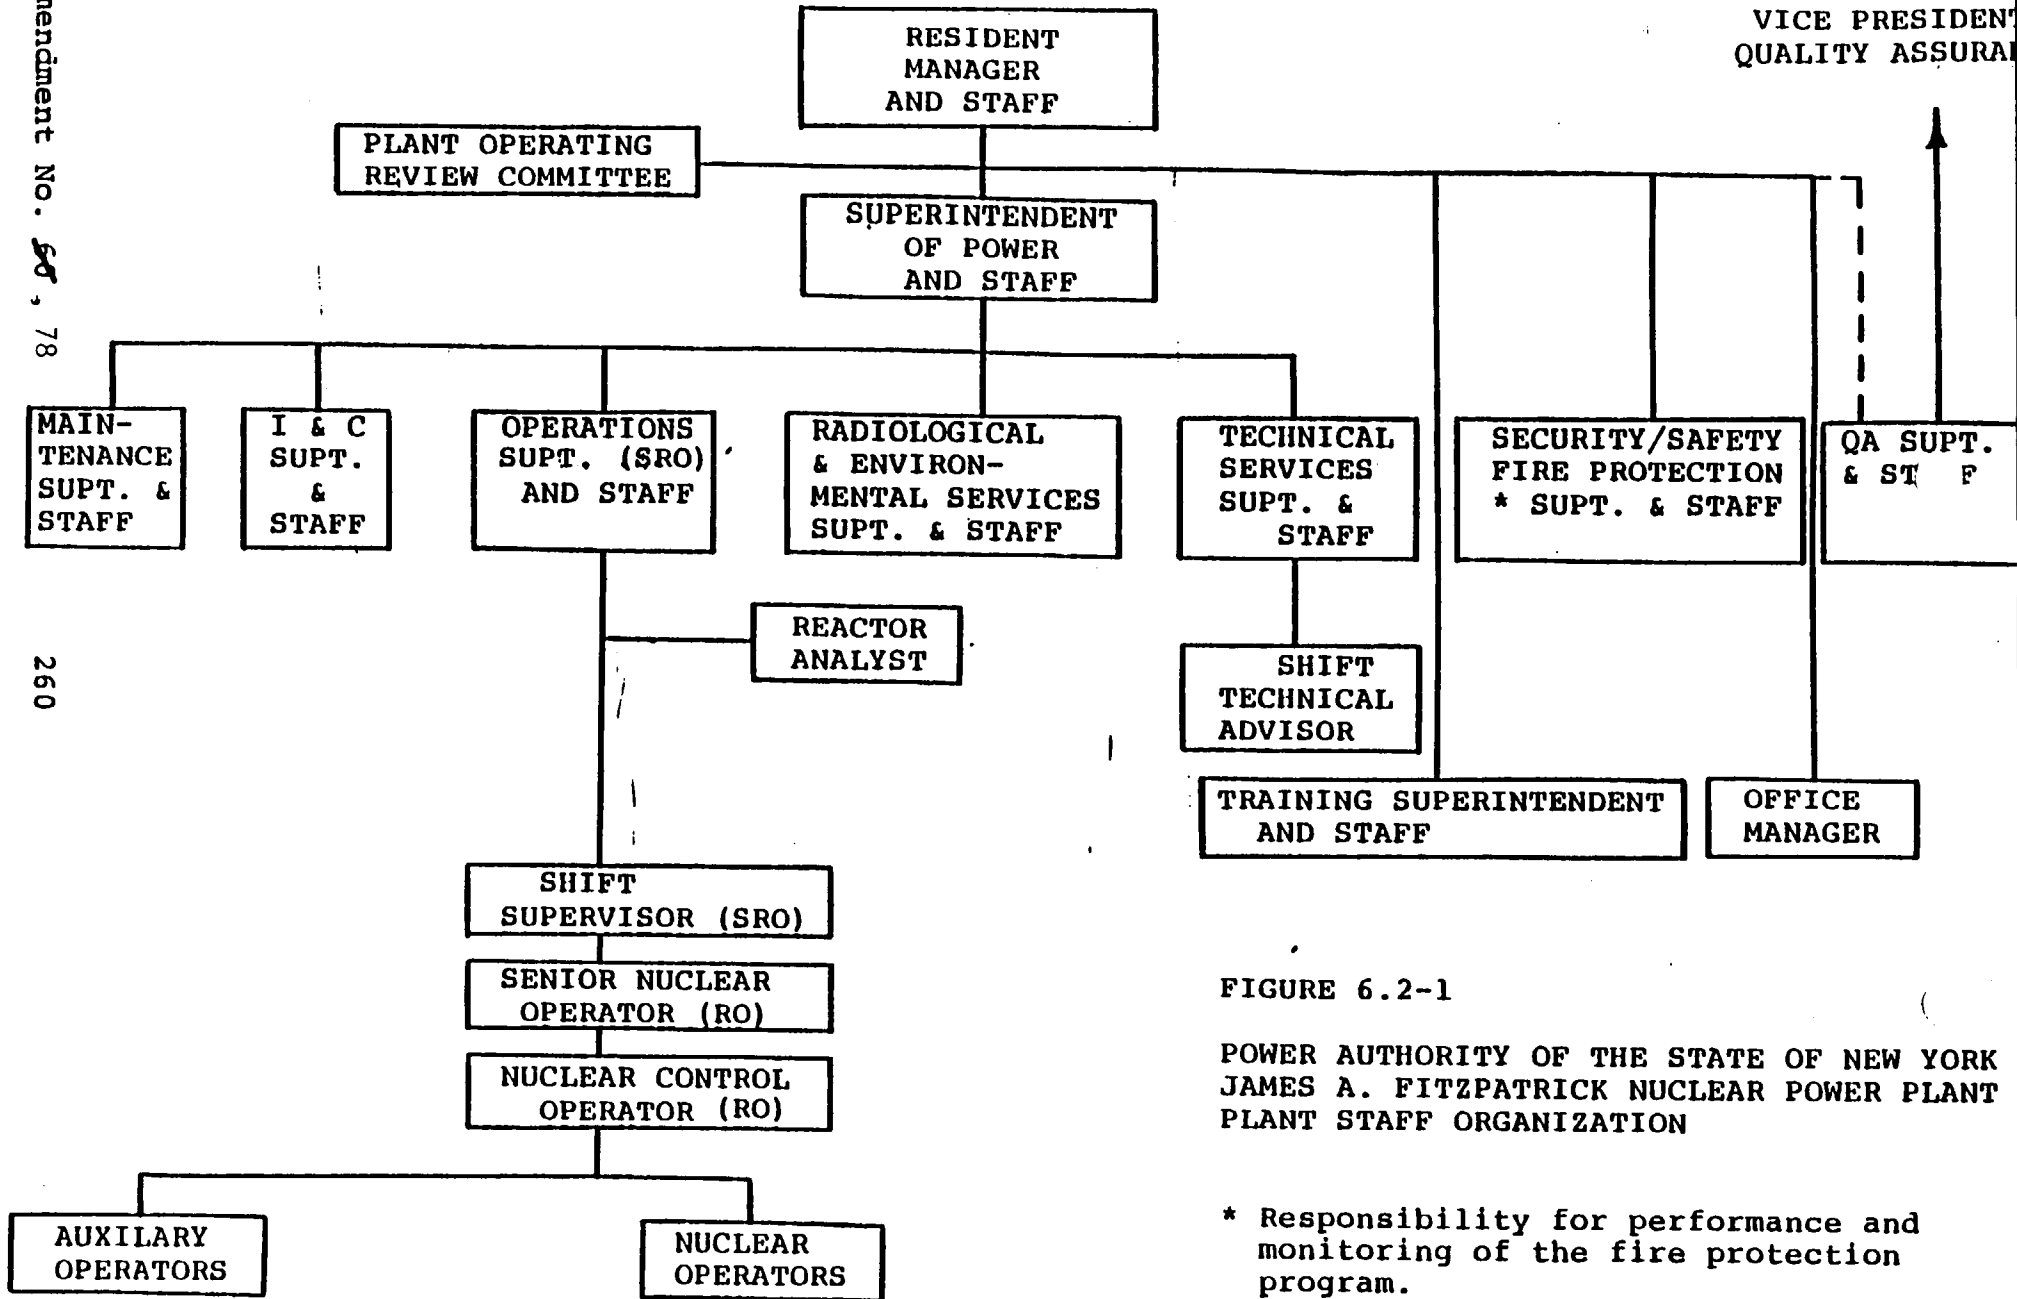 RESIDENT
MANAGER
AND STAFF
VICE PRESIDENT
PLANT OPERATING
REVIEW COMMITTEE
SUPERINTENDENT
OF POWER
AND STAFF
MAIN-
TENANCE
SUPT. &
STAFF
I & C
SUPT.
&
STAFF
OPERATIONS
SUPT. (SRO)
AND STAFF
RADIOLOGICAL
& ENVIRON-
MENTAL SERVICES
SUPT. & STAFF
TECHNICAL
SERVICES
SUPT. &
STAFF
SECURITY/SAFETY
FIRE PROTECTION
* SUPT. & STAFF
QA SUPT.
& ST F
REACTOR
ANALYST
SHIFT
TECHNICAL
ADVISOR
TRAINING SUPERINTENDENT
AND STAFF
OFFICE
MANAGER
SHIFT
SUPERVISOR (SRO)
SENIOR NUCLEAR
OPERATOR (RO)
NUCLEAR CONTROL
OPERATOR (RO)
AUXILARY
OPERATORS
NUCLEAR
OPERATORS
FIGURE 6.2-1
POWER AUTHORITY OF THE STATE OF NEW YORK
JAMES A. FITZPATRICK NUCLEAR POWER PLANT
PLANT STAFF ORGANIZATION
* Responsibility for performance and
monitoring of the fire protection
program.
QUALITY
endment No. , 78
260